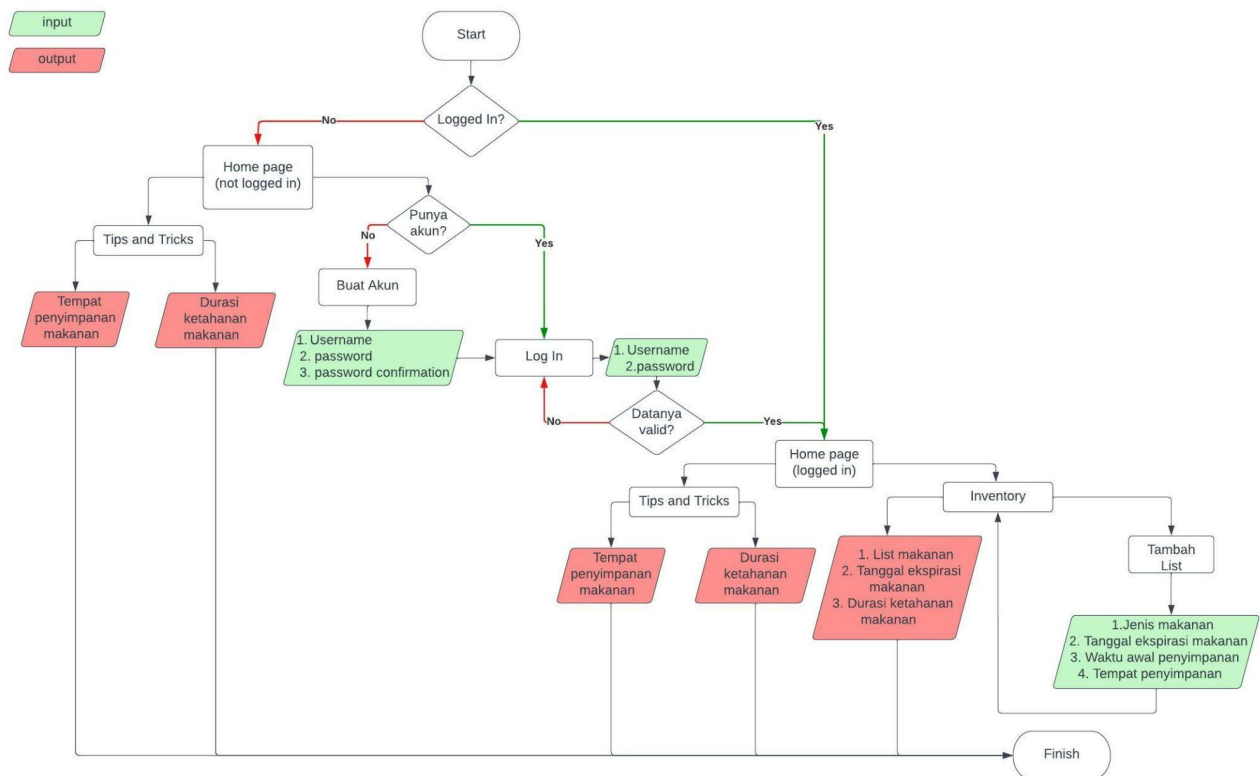 input
output
Start
Logged In?
No
Yes
Home page
(not logged in)
Punya
akun?
No
Yes
Tips and Tricks
Buat Akun
Tempat
penyimpanan
makanan
Durasi
ketahanan
makanan
1. Username
2. password
3. password confirmation
Log In
1. Username
2.password
No
Datanya
valid?
Yes
Home page
(logged in)
Tips and Tricks
Inventory
Tempat
penyimpanan
makanan
Durasi
ketahanan
makanan
1. List makanan
2. Tanggal ekspirasi
makanan
3. Durasi ketahanan
makanan
Tambah
List
1.Jenis makanan
2. Tanggal ekspirasi makanan
3. Waktu awal penyimpanan
4. Tempat penyimpanan
Finish